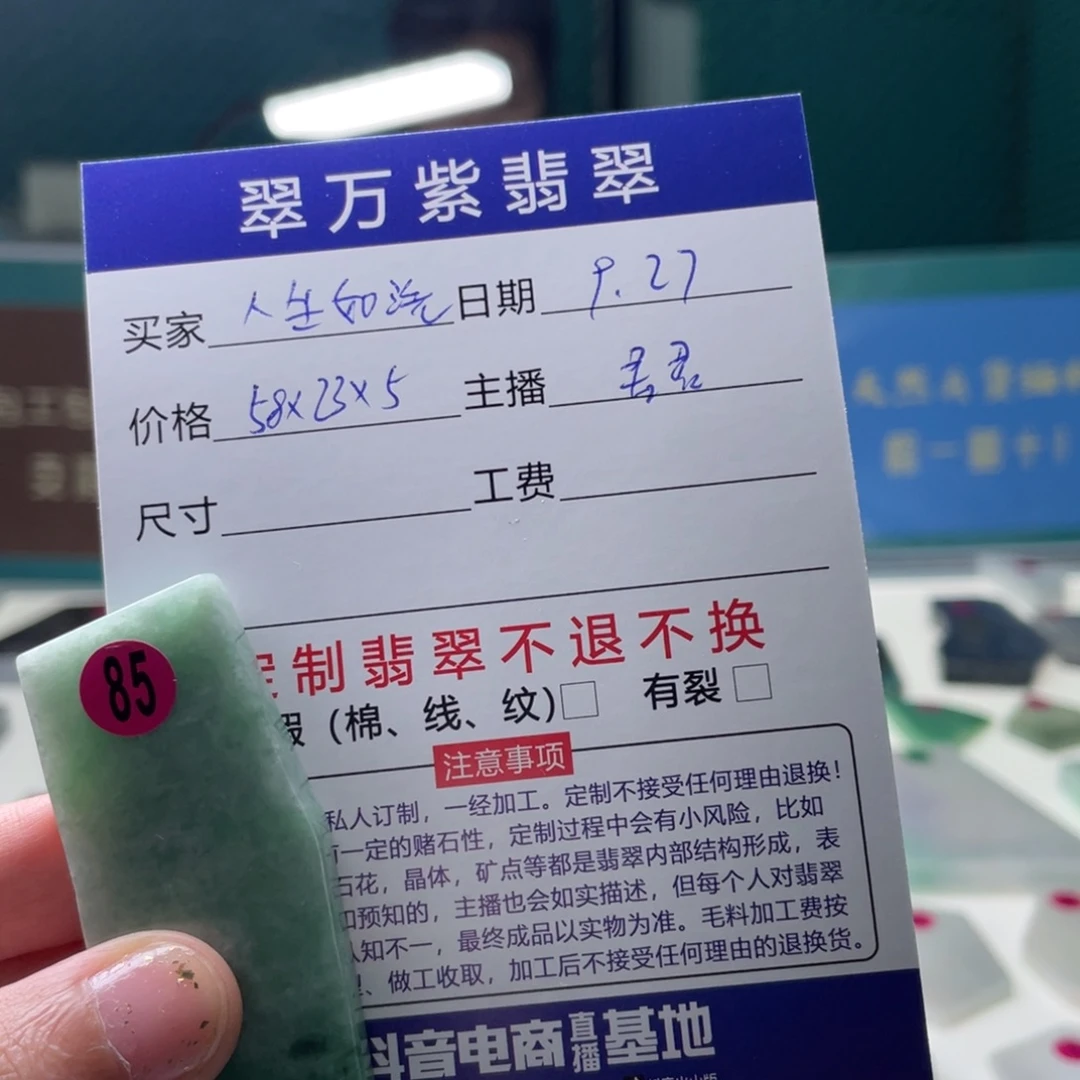 翠万紫翡翠
买家 人生如 日期 9.27
价格 58x23x5 主播
尺寸 工费
制翡翠不退不换
(棉、线、纹)□ 有裂□
注意事项
私人订制，一经加工。定制不接受任何理由退换！
一定的赌石性，定制过程中会有小风险，比如
石花，晶体，矿点等都是翡翠内部结构形成，表
预知的，主播也会如实描述，但每个人对翡翠
认知不一，最终成品以实物为准。毛料加工费按
、做工收取，加工后不接受任何理由的退换货。
抖音电商直播基地
85